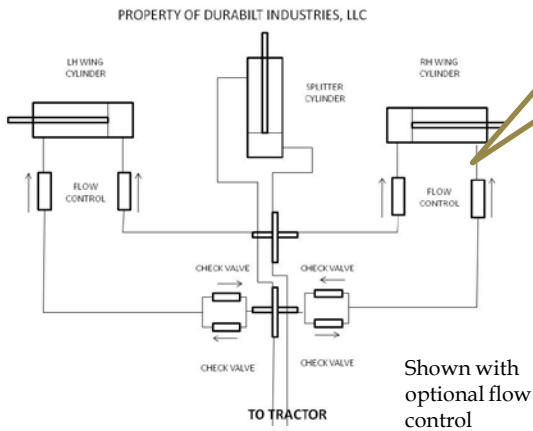 PROPERTY OF DURABILT INDUSTRIES, LLC
LH WING
CYLINDER
SPLITTER
CYLINDER
RH WING
CYLINDER
FLOW
CONTROL
FLOW
CONTROL
CHECK VALVE
CHECK VALVE
CHECK VALVE
CHECK VALVE
Shown with
optional flow
control
TO TRACTOR